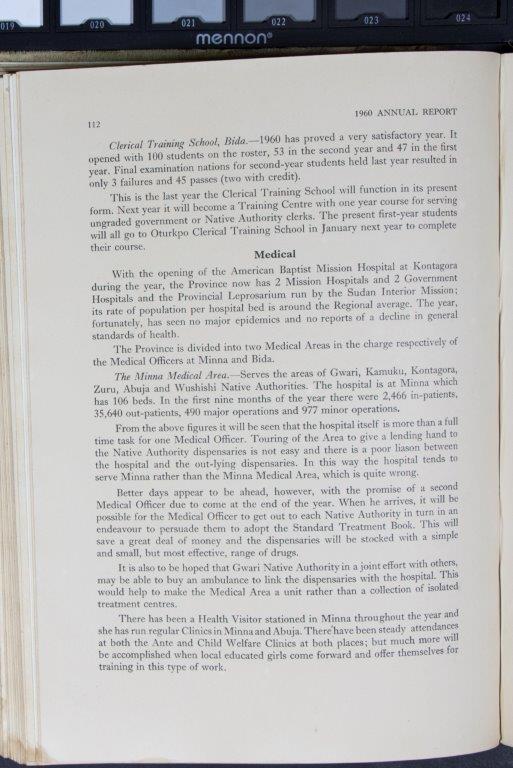 019 020 021 022 023 024
mennon®
112
1960 ANNUAL REPORT
Clerical Training School, Bida.—1960 has proved a very satisfactory year. It
opened with 100 students on the roster, 53 in the second year and 47 in the first
year. Final examination nations for second-year students held last year resulted in
only 3 failures and 45 passes (two with credit).
This is the last year the Clerical Training School will function in its present
form. Next year it will become a Training Centre with one year course for serving
ungraded government or Native Authority clerks. The present first-year students
will all go to Oturkpo Clerical Training School in January next year to complete
their course.
Medical
With the opening of the American Baptist Mission Hospital at Kontagora
during the year, the Province now has 2 Mission Hospitals and 2 Government
Hospitals and the Provincial Leprosarium run by the Sudan Interior Mission;
its rate of population per hospital bed is around the Regional average. The year,
fortunately, has seen no major epidemics and no reports of a decline in general
standards of health.
The Province is divided into two Medical Areas in the charge respectively of
the Medical Officers at Minna and Bida.
The Minna Medical Area.—Serves the areas of Gwari, Kamuku, Kontagora,
Zuru, Abuja and Wushishi Native Authorities. The hospital is at Minna which
has 106 beds. In the first nine months of the year there were 2,466 in-patients,
35,640 out-patients, 490 major operations and 977 minor operations.
From the above figures it will be seen that the hospital itself is more than a full
time task for one Medical Officer. Touring of the Area to give a lending hand to
the Native Authority dispensaries is not easy and there is a poor liason between
the hospital and the out-lying dispensaries. In this way the hospital tends to
serve Minna rather than the Minna Medical Area, which is quite wrong.
Better days appear to be ahead, however, with the promise of a second
Medical Officer due to come at the end of the year. When he arrives, it will be
possible for the Medical Officer to get out to each Native Authority in turn in an
endeavour to persuade them to adopt the Standard Treatment Book. This will
save a great deal of money and the dispensaries will be stocked with a simple
and small, but most effective, range of drugs.
It is also to be hoped that Gwari Native Authority in a joint effort with others,
may be able to buy an ambulance to link the dispensaries with the hospital. This
would help to make the Medical Area a unit rather than a collection of isolated
treatment centres.
There has been a Health Visitor stationed in Minna throughout the year and
she has run regular Clinics in Minna and Abuja. There have been steady attendances
at both the Ante and Child Welfare Clinics at both places; but much more will
be accomplished when local educated girls come forward and offer themselves for
training in this type of work.